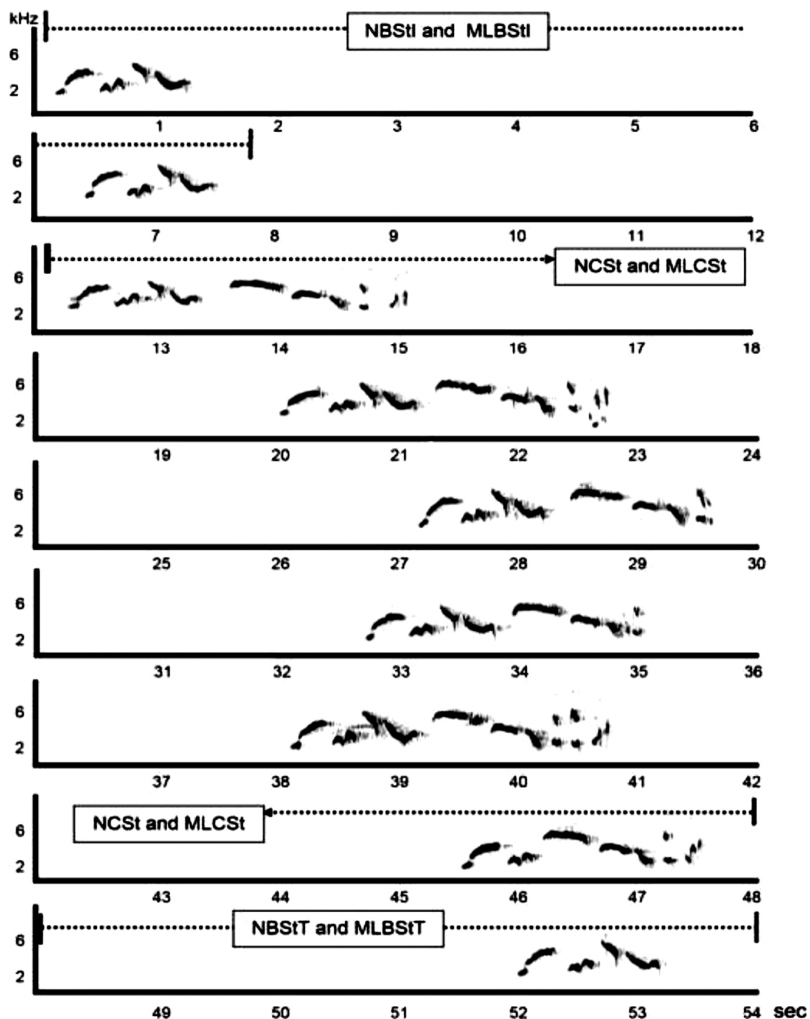 kHz
NBStI and MLBStI
6
2
1 2 3 4 5 6
6
2
7 8 9 10 11 12
6
2
NCSt and MLCSt
13 14 15 16 17 18
6
2
19 20 21 22 23 24
6
2
25 26 27 28 29 30
6
2
31 32 33 34 35 36
6
2
37 38 39 40 41 42
NCSt and MLCSt
6
2
43 44 45 46 47 48
NBStT and MLBStT
6
2
49 50 51 52 53 54 sec